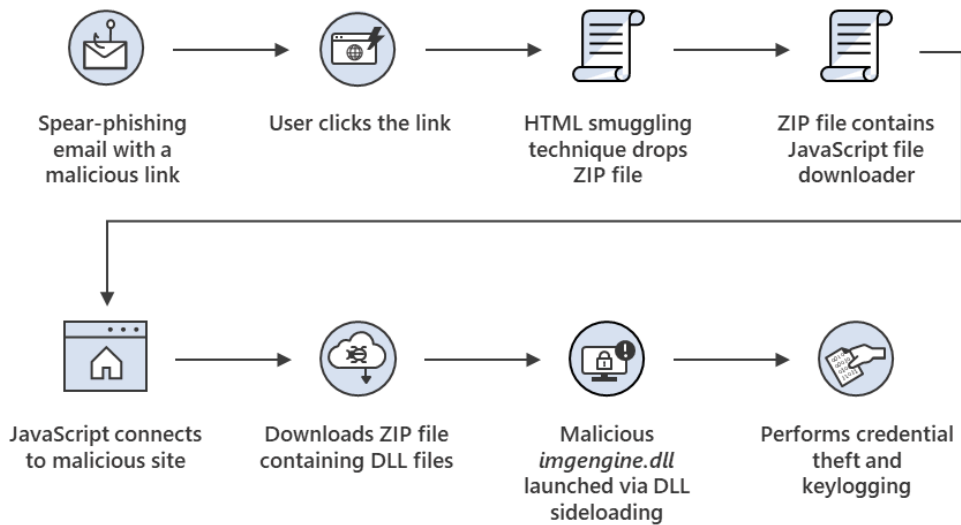 Spear-phishing
email with a
malicious link
User clicks the link
HTML smuggling
technique drops
ZIP file
ZIP file contains
JavaScript file
downloader
JavaScript connects
to malicious site
Downloads ZIP file
containing DLL files
Malicious
imgengine.dll
launched via DLL
sideloading
Performs credential
theft and
keylogging